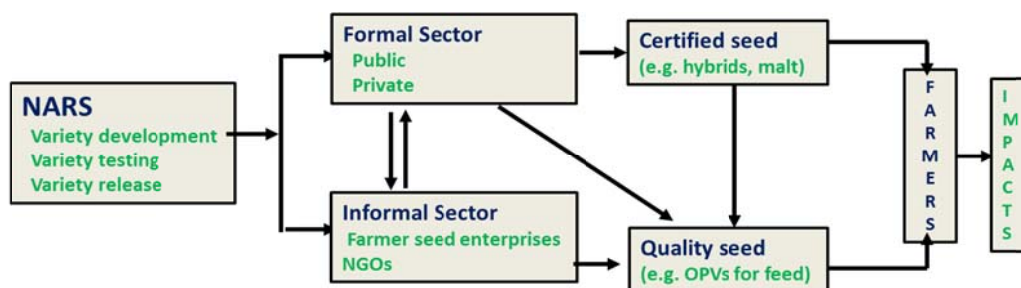 NARS
Variety development
Variety testing
Variety release
Formal Sector
Public
Private
Informal Sector
Farmer seed enterprises
NGOs
Certified seed
(e.g. hybrids, malt)
Quality seed
(e.g. OPVs for feed)
FARMERS
IMPACTS